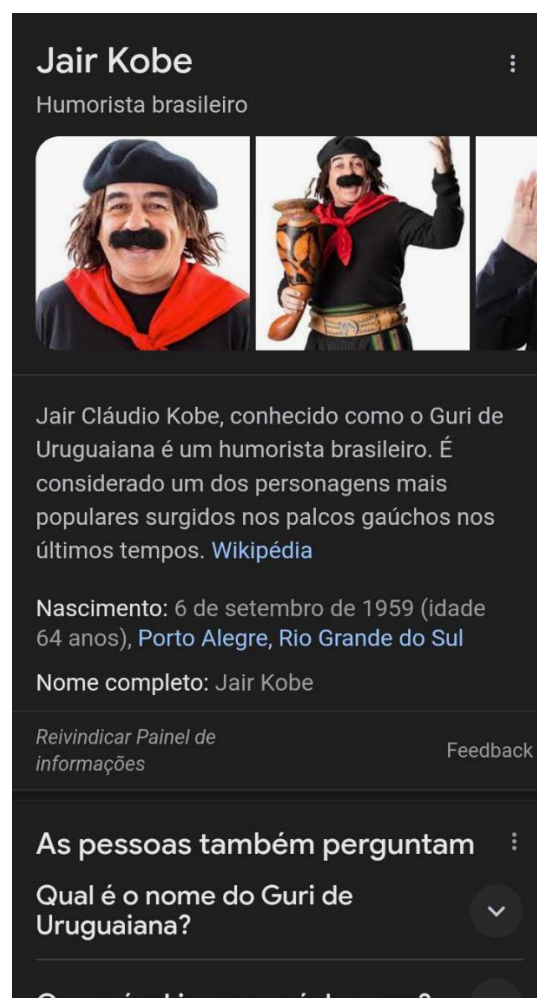 Jair Kobe
Humorista brasileiro
Jair Cláudio Kobe, conhecido como o Guri de
Uruguaiana é um humorista brasileiro. É
considerado um dos personagens mais
populares surgidos nos palcos gaúchos nos
últimos tempos. Wikipédia
Nascimento: 6 de setembro de 1959 (idade
64 anos), Porto Alegre, Rio Grande do Sul
Nome completo: Jair Kobe
Reivindicar Painel de
informações
Feedback
As pessoas também perguntam
Qual é o nome do Guri de
Uruguaiana?